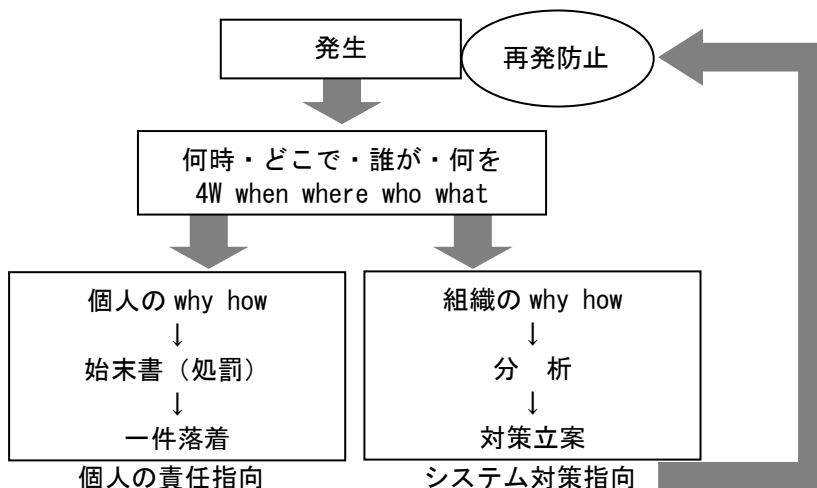 発生
再発防止
何時・どこで・誰が・何を
4W when where who what
個人の why how
↓
始末書（処罰）
↓
一件落着
個人の責任指向
組織の why how
↓
分　析
↓
対策立案
システム対策指向